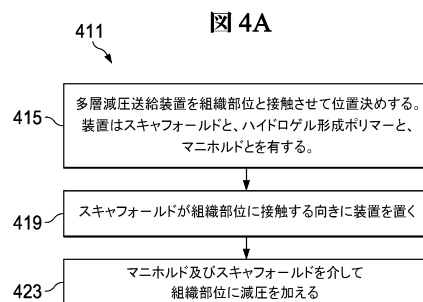 図 4A
411
415
多層減圧送給装置を組織部位と接触させて位置決めする。
装置はスキャフォールドと、ハイドロゲル形成ポリマーと、
マニホルドとを有する。
419
スキャフォールドが組織部位に接触する向きに装置を置く
423
マニホルド及びスキャフォールドを介して
組織部位に減圧を加える